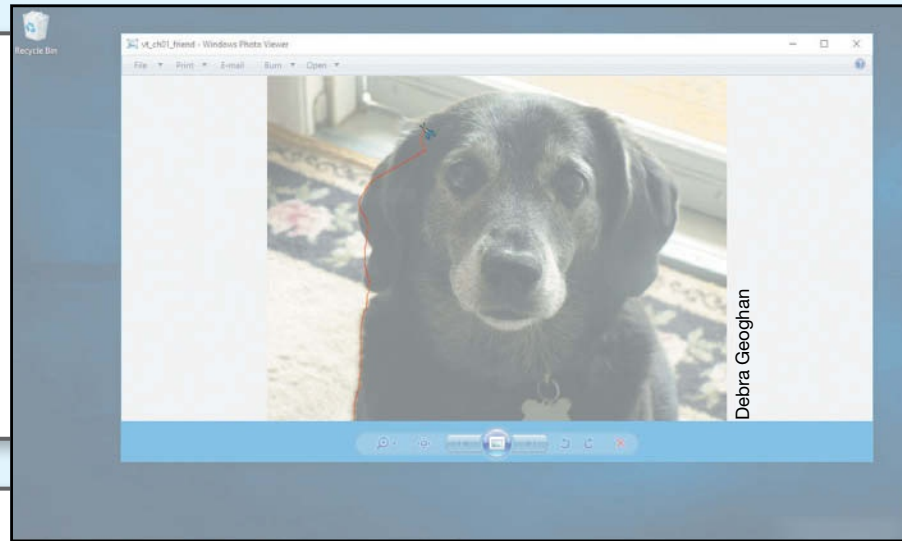 Recycle Bin
vt_ch01_friend - Windows Photo Viewer
File Print E-mail Burn Open
Debra Geoghan